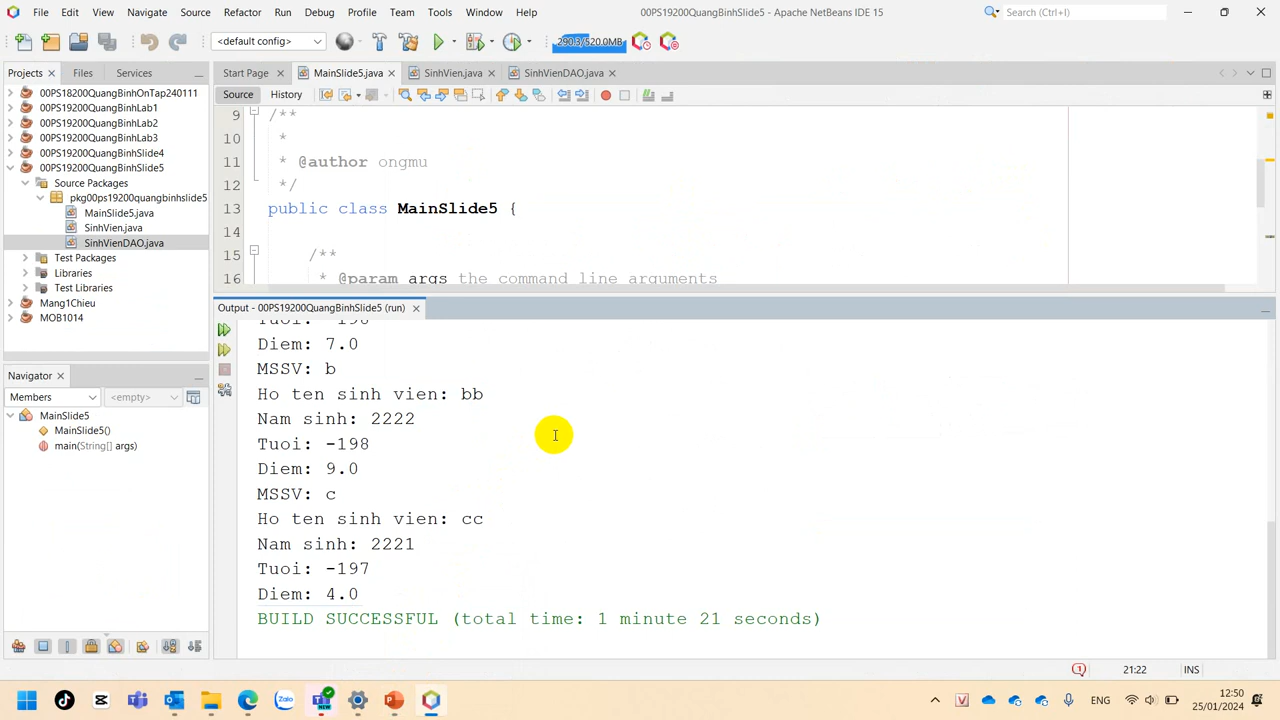 File Edit View Navigate Source Refactor Run Debug Profile Team Tools Window Help
00PS19200QuangBinhSlide5 - Apache NetBeans IDE 15
Search (Ctrl+I)
<default config>
290.3/520.0MB
Projects Files Services
Start Page MainSlide5.java SinhVien.java SinhVienDAO.java
Source History
00PS18200QuangBinhOnTap240111
00PS19200QuangBinhLab1
00PS19200QuangBinhLab2
00PS19200QuangBinhLab3
00PS19200QuangBinhSlide4
00PS19200QuangBinhSlide5
Source Packages
pkg00ps19200quangbinhslide5
MainSlide5.java
SinhVien.java
SinhVienDAO.java
Test Packages
Libraries
Test Libraries
Mang1Chieu
MOB1014
9 /**
10 *
11 * @author ongmu
12 */
13 public class MainSlide5 {
14
15 /**
16 * @param args the command line arguments
Output - 00PS19200QuangBinhSlide5 (run)
Diem: 7.0
MSSV: b
Ho ten sinh vien: bb
Nam sinh: 2222
Tuoi: -198
Diem: 9.0
MSSV: c
Ho ten sinh vien: cc
Nam sinh: 2221
Tuoi: -197
Diem: 4.0
BUILD SUCCESSFUL (total time: 1 minute 21 seconds)
Navigator
Members
<empty>
MainSlide5
MainSlide5()
main(String[] args)
21:22 INS
Zalo
NEW
ENG
12:50
25/01/2024